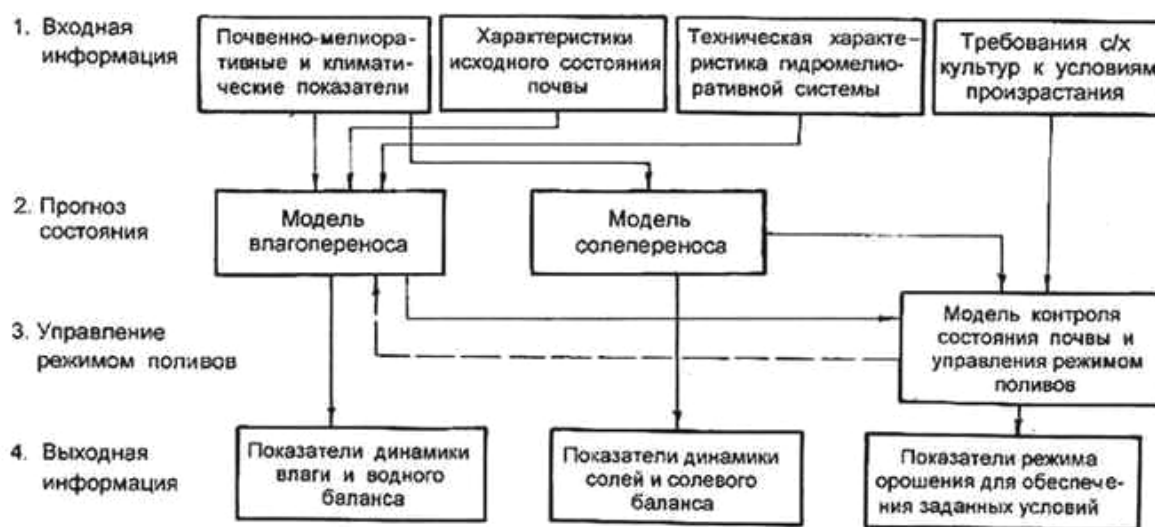 1. Входная
информация
Почвенно-мелиора-
тивные и климати-
ческие показатели
Характеристики
исходного состояния
почвы
Техническая характе-
ристика гидромелио-
ративной системы
Требования с/х
культур к условиям
произрастания
2. Прогноз
состояния
Модель
влагопереноса
Модель
солепереноса
3. Управление
режимом поливов
Модель контроля
состояния почвы и
управления режимом
поливов
4. Выходная
информация
Показатели динамики
влаги и водного
баланса
Показатели динамики
солей и солевого
баланса
Показатели режима
орошения для обеспече-
ния заданных условий